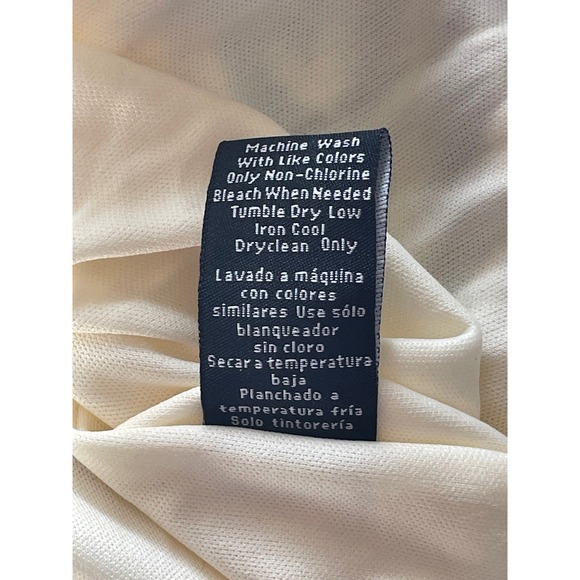 Machine Wash
With Like Colors
Only Non-Chlorine
Bleach When Needed
Tumble Dry Low
Iron Cool
Dryclean Only
Lavado a máquina
con colores
similares Use sólo
blanqueador
sin cloro
Secar a temperatura
baja
Planchado a
temperatura fría
Solo tintorería